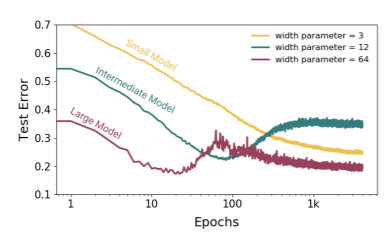 0.7
0.6
0.5
0.4
0.3
0.2
0.1
Test Error
Small Model
Intermediate Model
Large Model
width parameter = 3
width parameter = 12
width parameter = 64
1
10
100
1k
Epochs